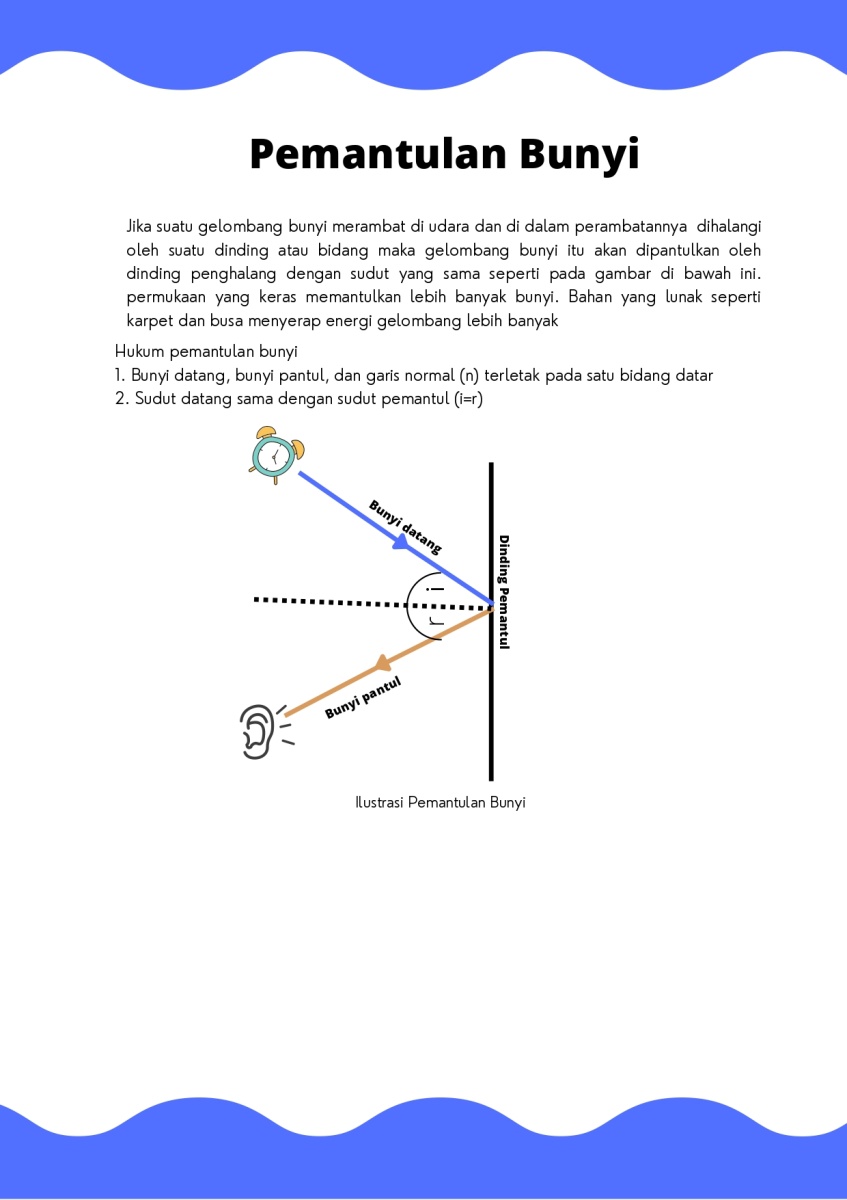 Pemantulan Bunyi
Jika suatu gelombang bunyi merambat di udara dan di dalam perambatannya dihalangi
oleh suatu dinding atau bidang maka gelombang bunyi itu akan dipantulkan oleh
dinding penghalang dengan sudut yang sama seperti pada gambar di bawah ini.
permukaan yang keras memantulkan lebih banyak bunyi. Bahan yang lunak seperti
karpet dan busa menyerap energi gelombang lebih banyak
Hukum pemantulan bunyi
1. Bunyi datang, bunyi pantul, dan garis normal (n) terletak pada satu bidang datar
2. Sudut datang sama dengan sudut pemantul (i=r)
Bunyi datang
Dinding Pemantul
i
r
Bunyi pantul
Ilustrasi Pemantulan Bunyi